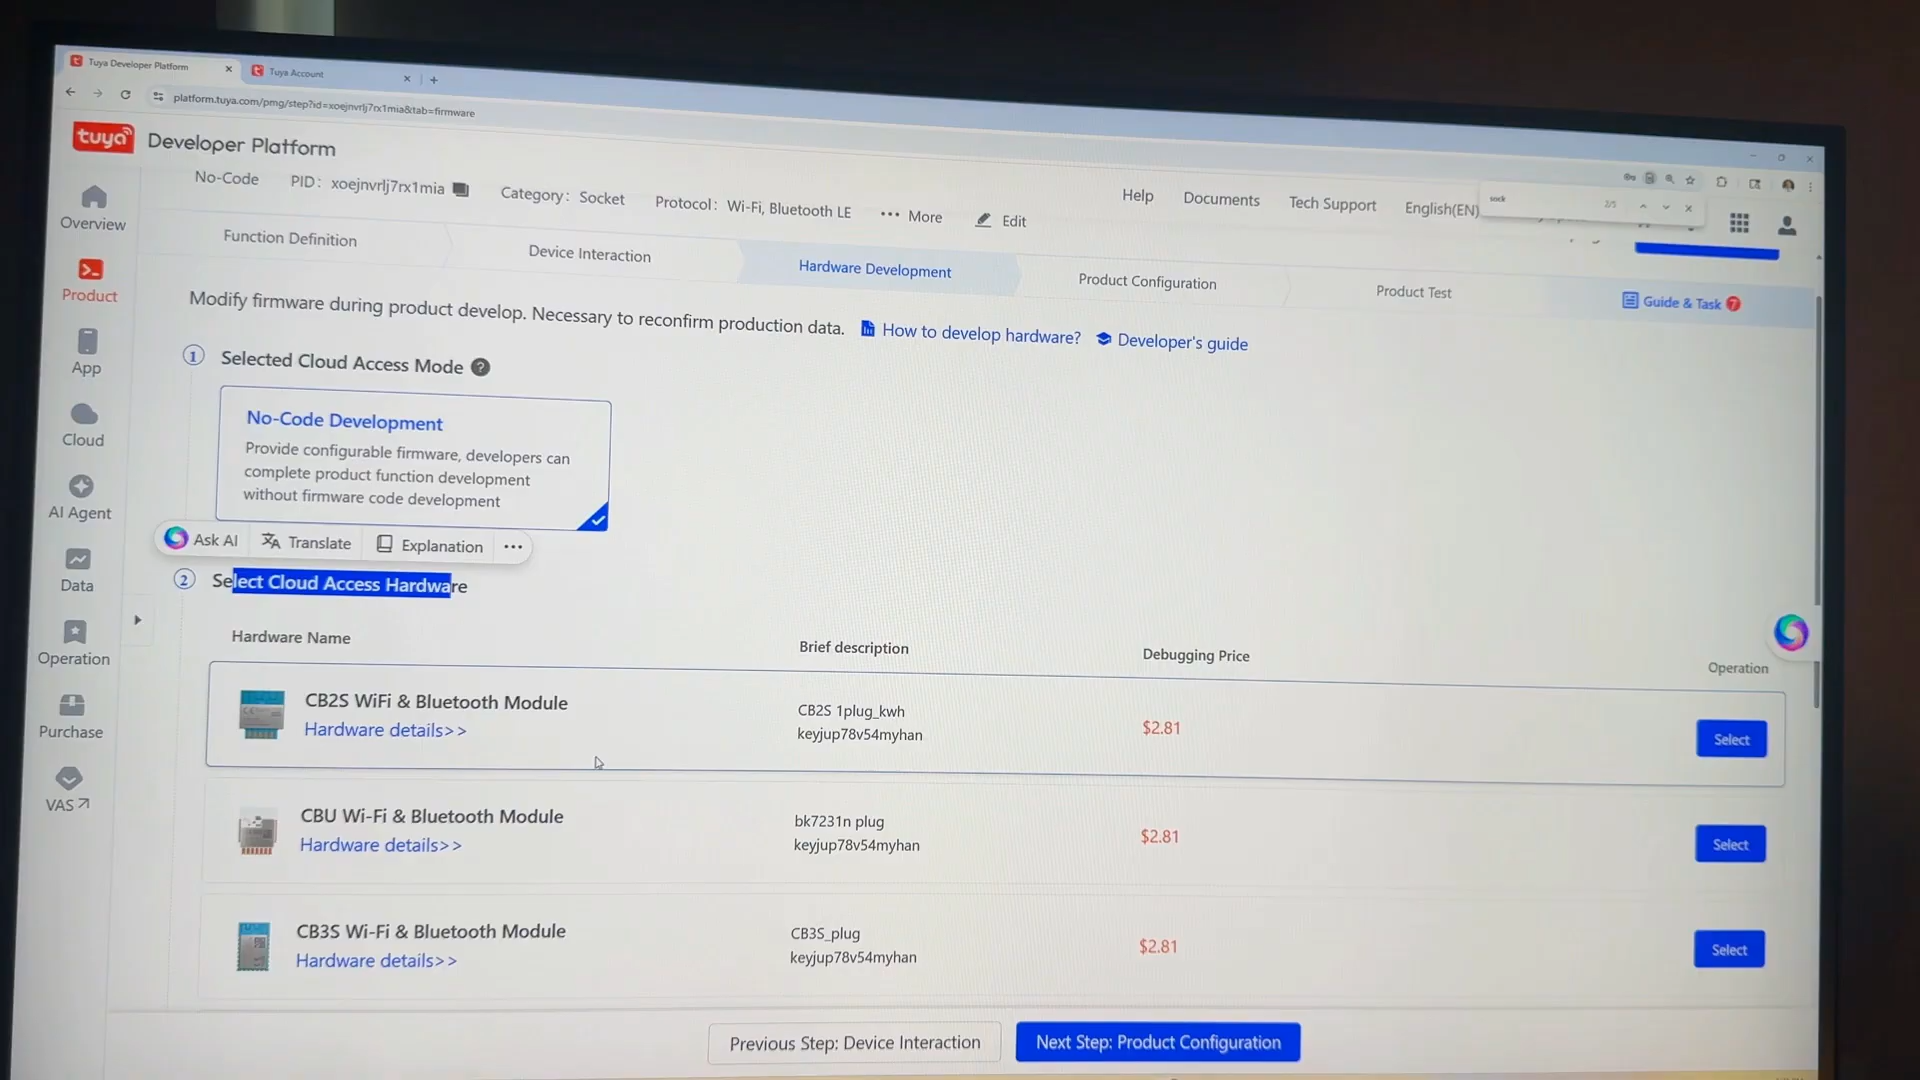 Tuya Developer Platform
Tuya Account
platform.tuya.com/pmg/step?id=xoejnvrlj7rx1mia&tab=firmware
tuya Developer Platform
No-Code PID: xoejnvrlj7rx1mia Category: Socket Protocol: Wi-Fi, Bluetooth LE ••• More Edit
Help Documents Tech Support English(EN)
sock 2/5
Overview
Product
App
Cloud
AI Agent
Data
Operation
Purchase
VAS
Function Definition Device Interaction Hardware Development Product Configuration Product Test
Guide & Task 7
Modify firmware during product develop. Necessary to reconfirm production data. How to develop hardware? Developer's guide
1 Selected Cloud Access Mode ?
No-Code Development
Provide configurable firmware, developers can
complete product function development
without firmware code development
Ask AI Translate Explanation •••
2 Select Cloud Access Hardware
Hardware Name Brief description Debugging Price Operation
CB2S WiFi & Bluetooth Module
Hardware details>>
CB2S 1plug_kwh
keyjup78v54myhan
$2.81
Select
CBU Wi-Fi & Bluetooth Module
Hardware details>>
bk7231n plug
keyjup78v54myhan
$2.81
Select
CB3S Wi-Fi & Bluetooth Module
Hardware details>>
CB3S_plug
keyjup78v54myhan
$2.81
Select
Previous Step: Device Interaction
Next Step: Product Configuration